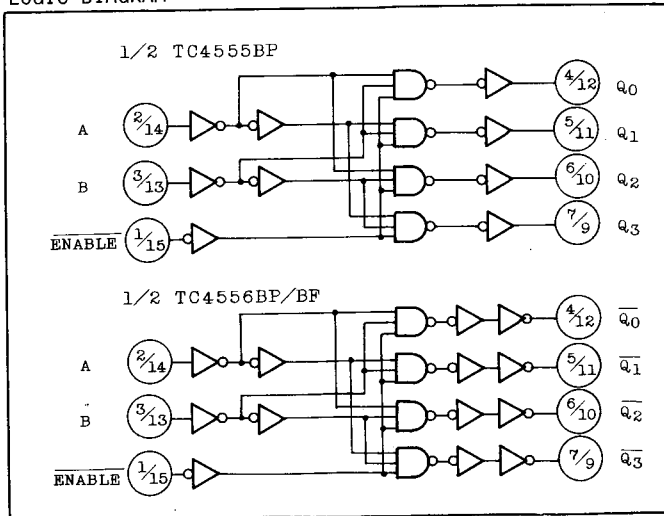 LOGIC DIAGRAM
1/2 TC4555BP
A 2/14 4/12 Q0
B 3/13 5/11 Q1
ENABLE 1/15 6/10 Q2
7/9 Q3
1/2 TC4556BP/BF
A 2/14 4/12 Q0
B 3/13 5/11 Q1
ENABLE 1/15 6/10 Q2
7/9 Q3